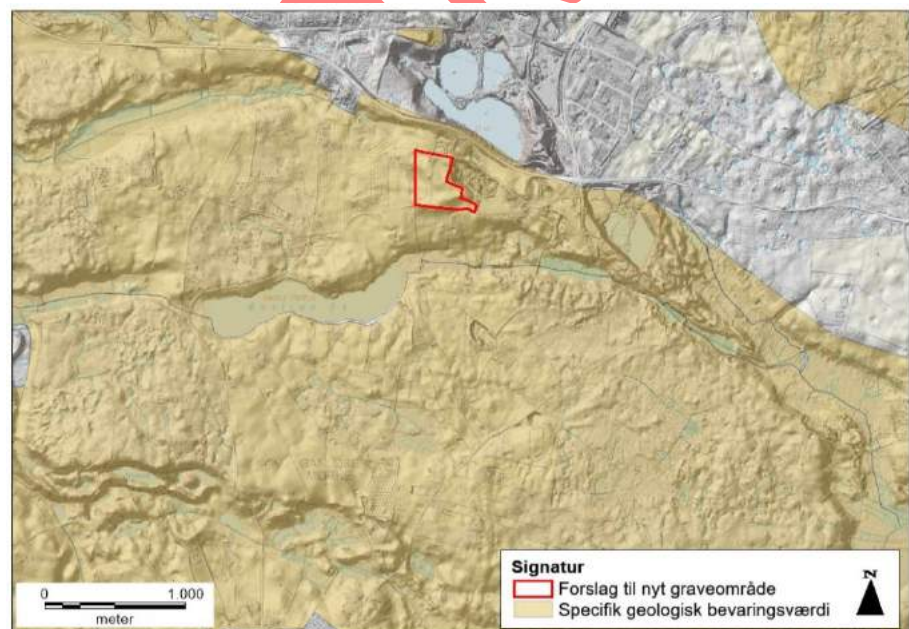 Signatur
Forslag til nyt graveområde
Specifik geologisk bevaringsværdi
N
0 1.000
meter